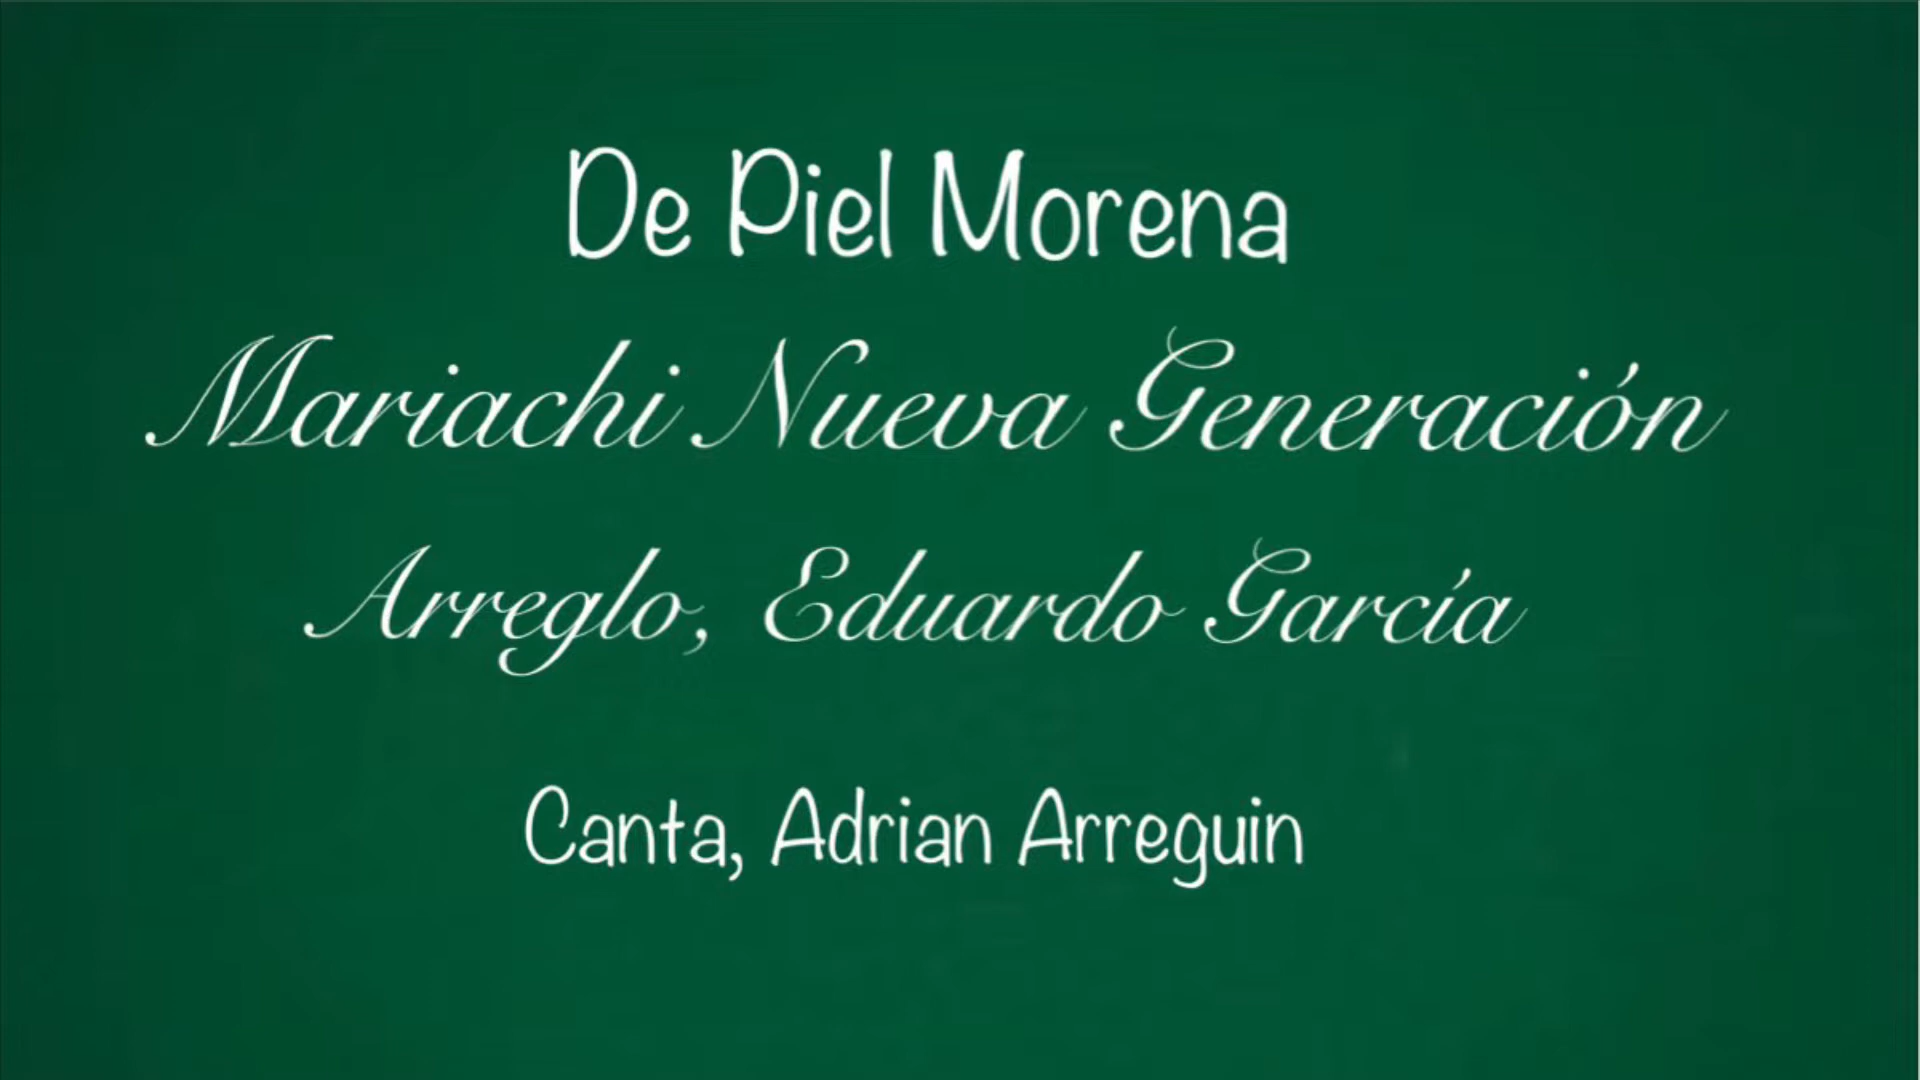 De Piel Morena
Mariachi Nueva Generación
Arreglo, Eduardo García
Canta, Adrian Arreguin